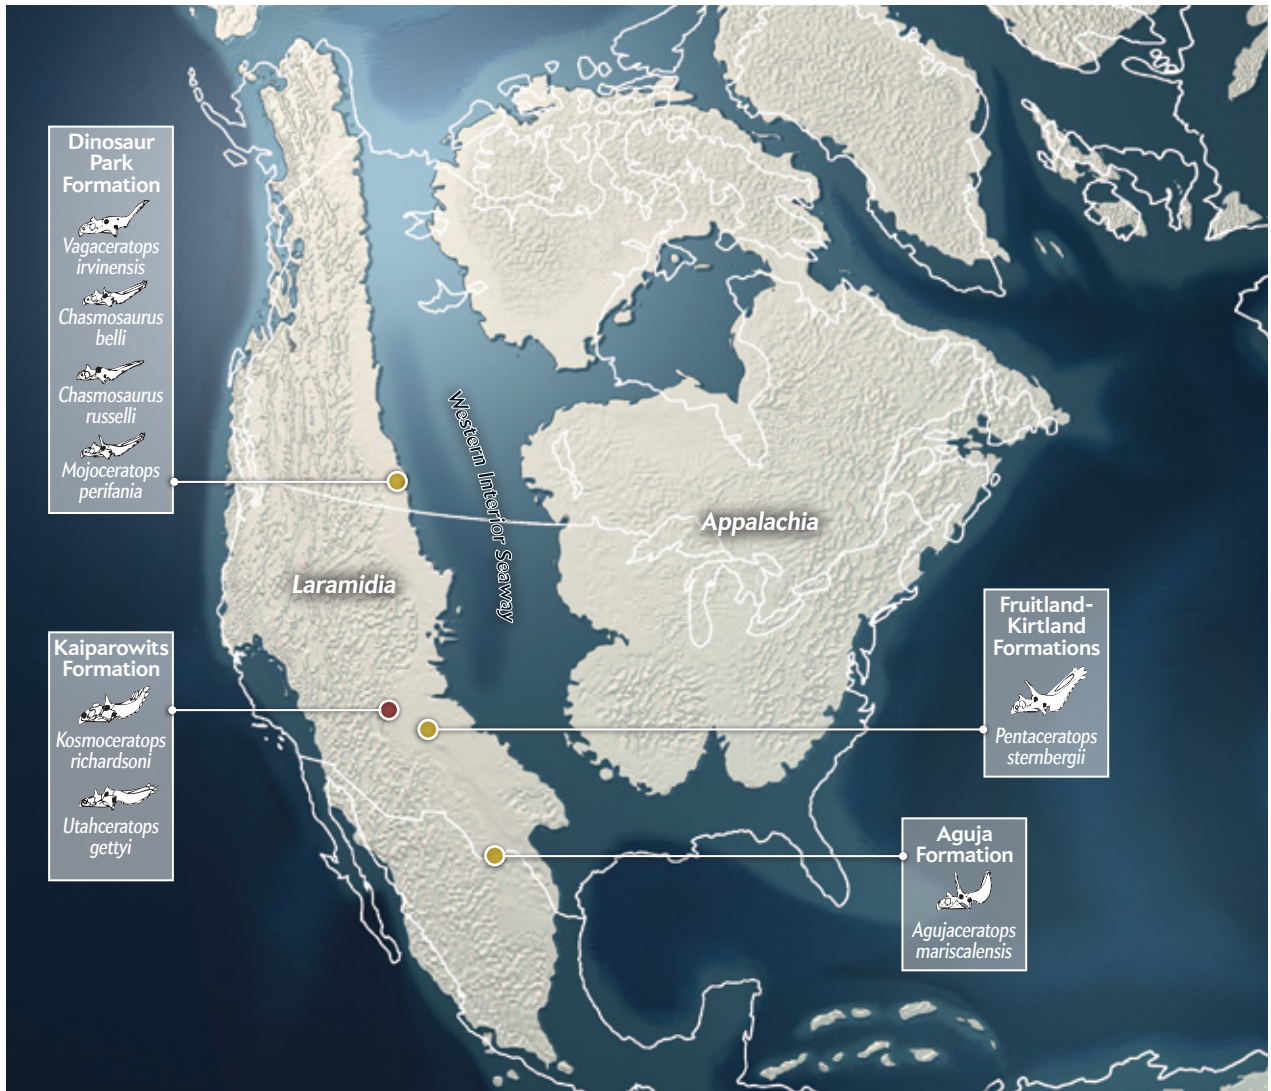 Dinosaur
Park
Formation
Vagaceratops
irvinensis
Chasmosaurus
belli
Chasmosaurus
russelli
Mojoceratops
perifania
Western Interior Seaway
Appalachia
Laramidia
Kaiparowits
Formation
Kosmoceratops
richardsoni
Utahceratops
gettyi
Fruitland-
Kirtland
Formations
Pentaceratops
sternbergii
Aguja
Formation
Agujaceratops
mariscalensis